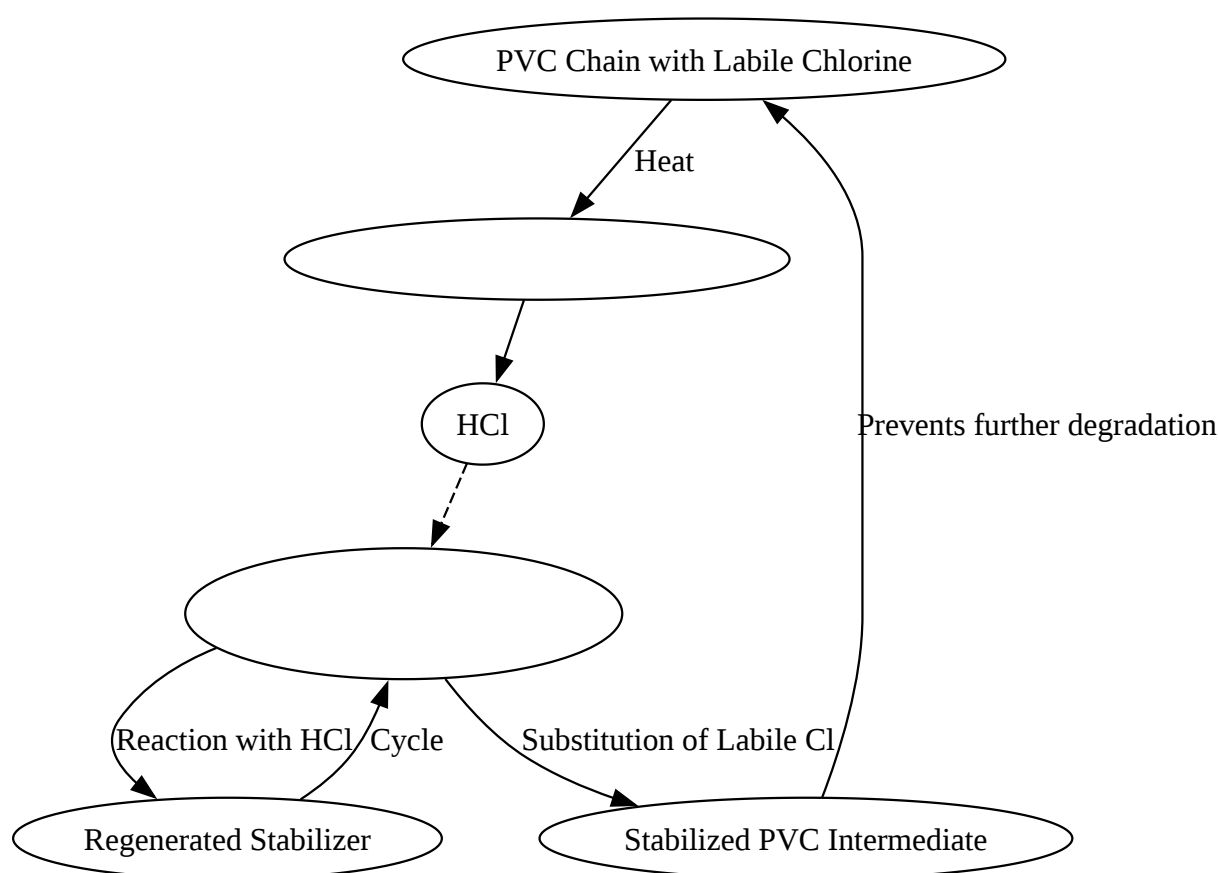 PVC Chain with Labile Chlorine
Heat
HCl
Prevents further degradation
Reaction with HCl
Cycle
Substitution of Labile Cl
Regenerated Stabilizer
Stabilized PVC Intermediate